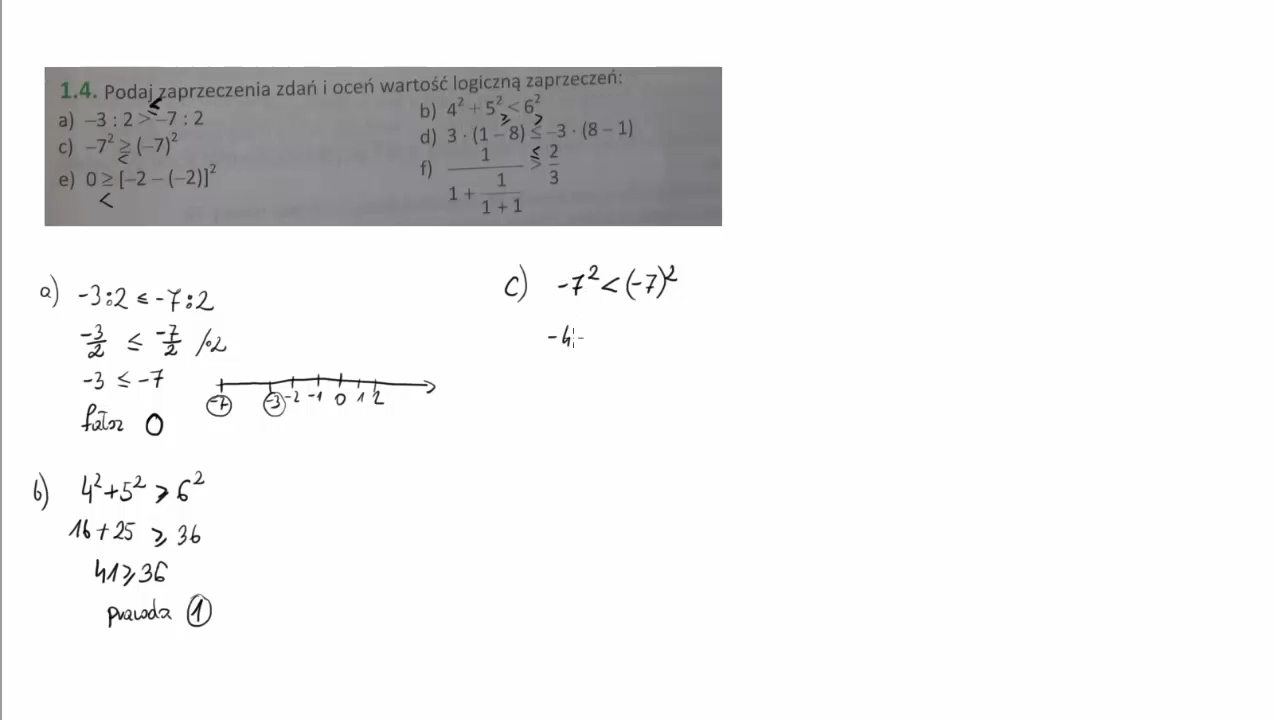 1.4. Podaj zaprzeczenia zdań i oceń wartość logiczną zaprzeczeń:
a) –3 : 2 > –7 : 2 ≤
b) 4² + 5² < 6² ≥
c) –7² ≥ (–7)² <
d) 3 · (1 – 8) ≤ –3 · (8 – 1) >
e) 0 ≥ [–2 – (–2)]² <
f) 1/(1 + 1/(1 + 1)) > 2/3 ≤
a) -3:2 ≤ -7:2
-3/2 ≤ -7/2 /·2
-3 ≤ -7
-7 -3 -2 -1 0 1 2
fałsz 0
b) 4²+5² ≥ 6²
16+25 ≥ 36
41≥36
prawda 1
c) -7² < (-7)²
-4